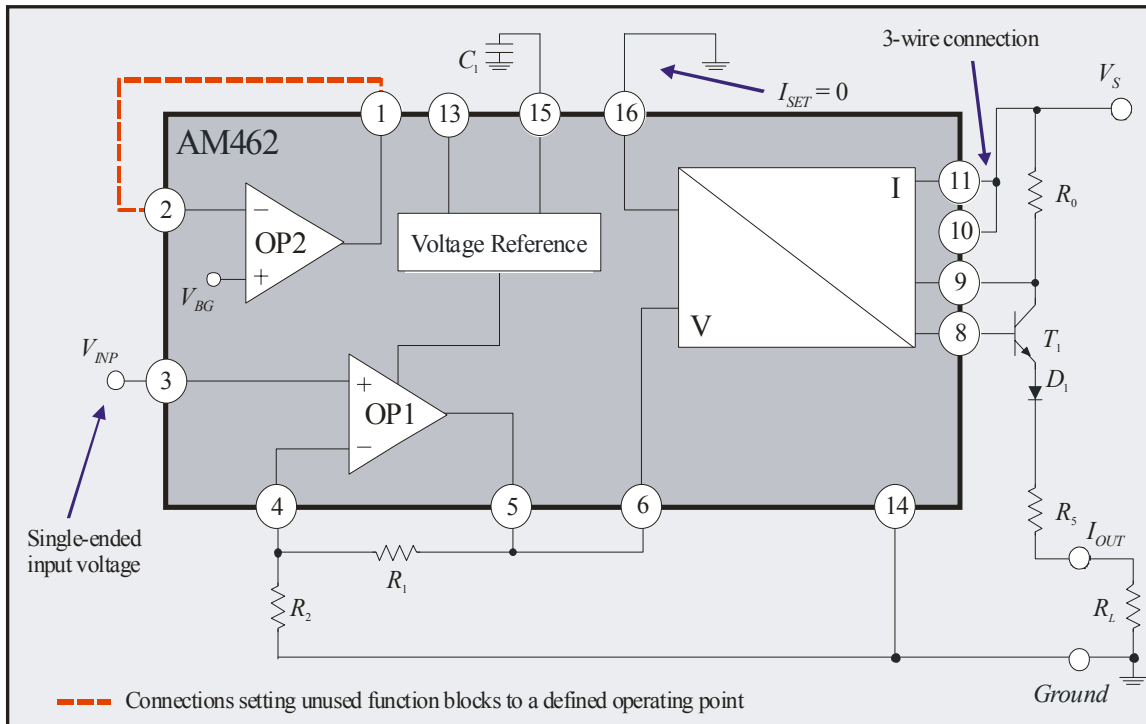 3-wire connection
C1
ISET = 0
VS
1
13
15
16
AM462
I
11
R0
2
−
OP2
Voltage Reference
10
+
VBG
9
V
8
T1
VINP
3
+
D1
OP1
−
4
5
6
14
R5
IOUT
Single-ended
input voltage
R1
R2
RL
Ground
Connections setting unused function blocks to a defined operating point